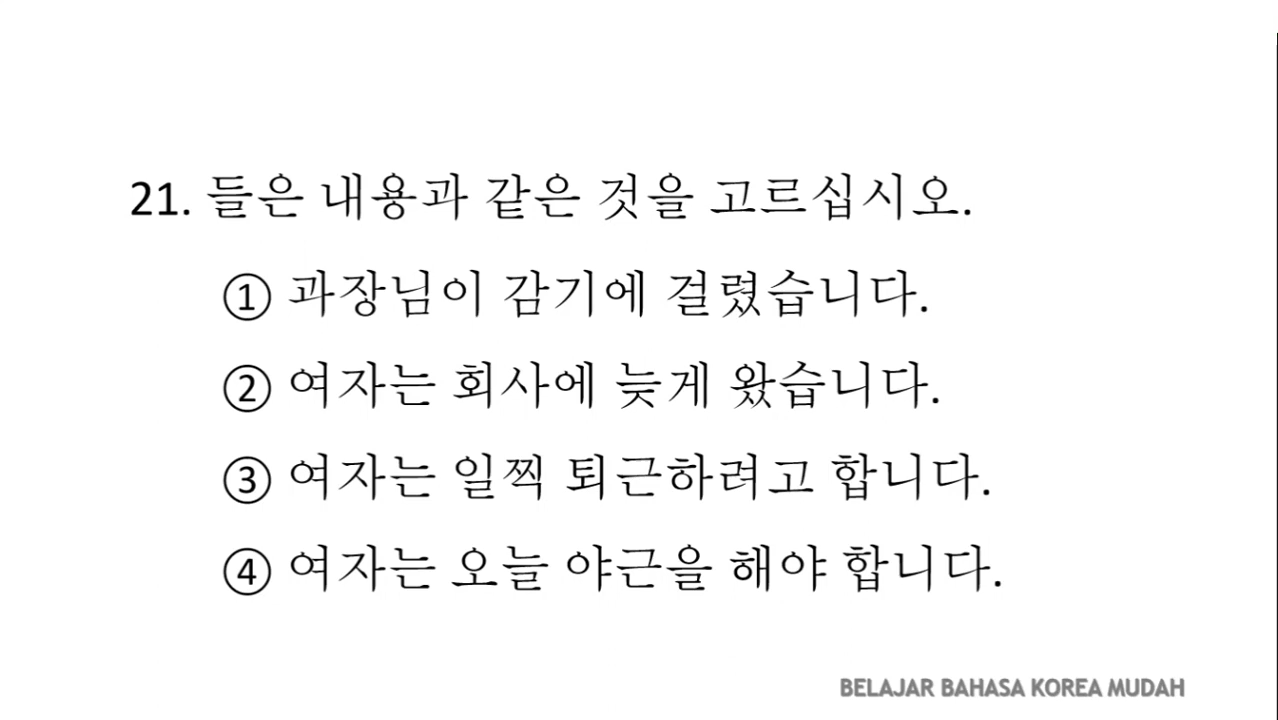 21. 들은 내용과 같은 것을 고르십시오.
① 과장님이 감기에 걸렸습니다.
② 여자는 회사에 늦게 왔습니다.
③ 여자는 일찍 퇴근하려고 합니다.
④ 여자는 오늘 야근을 해야 합니다.
BELAJAR BAHASA KOREA MUDAH